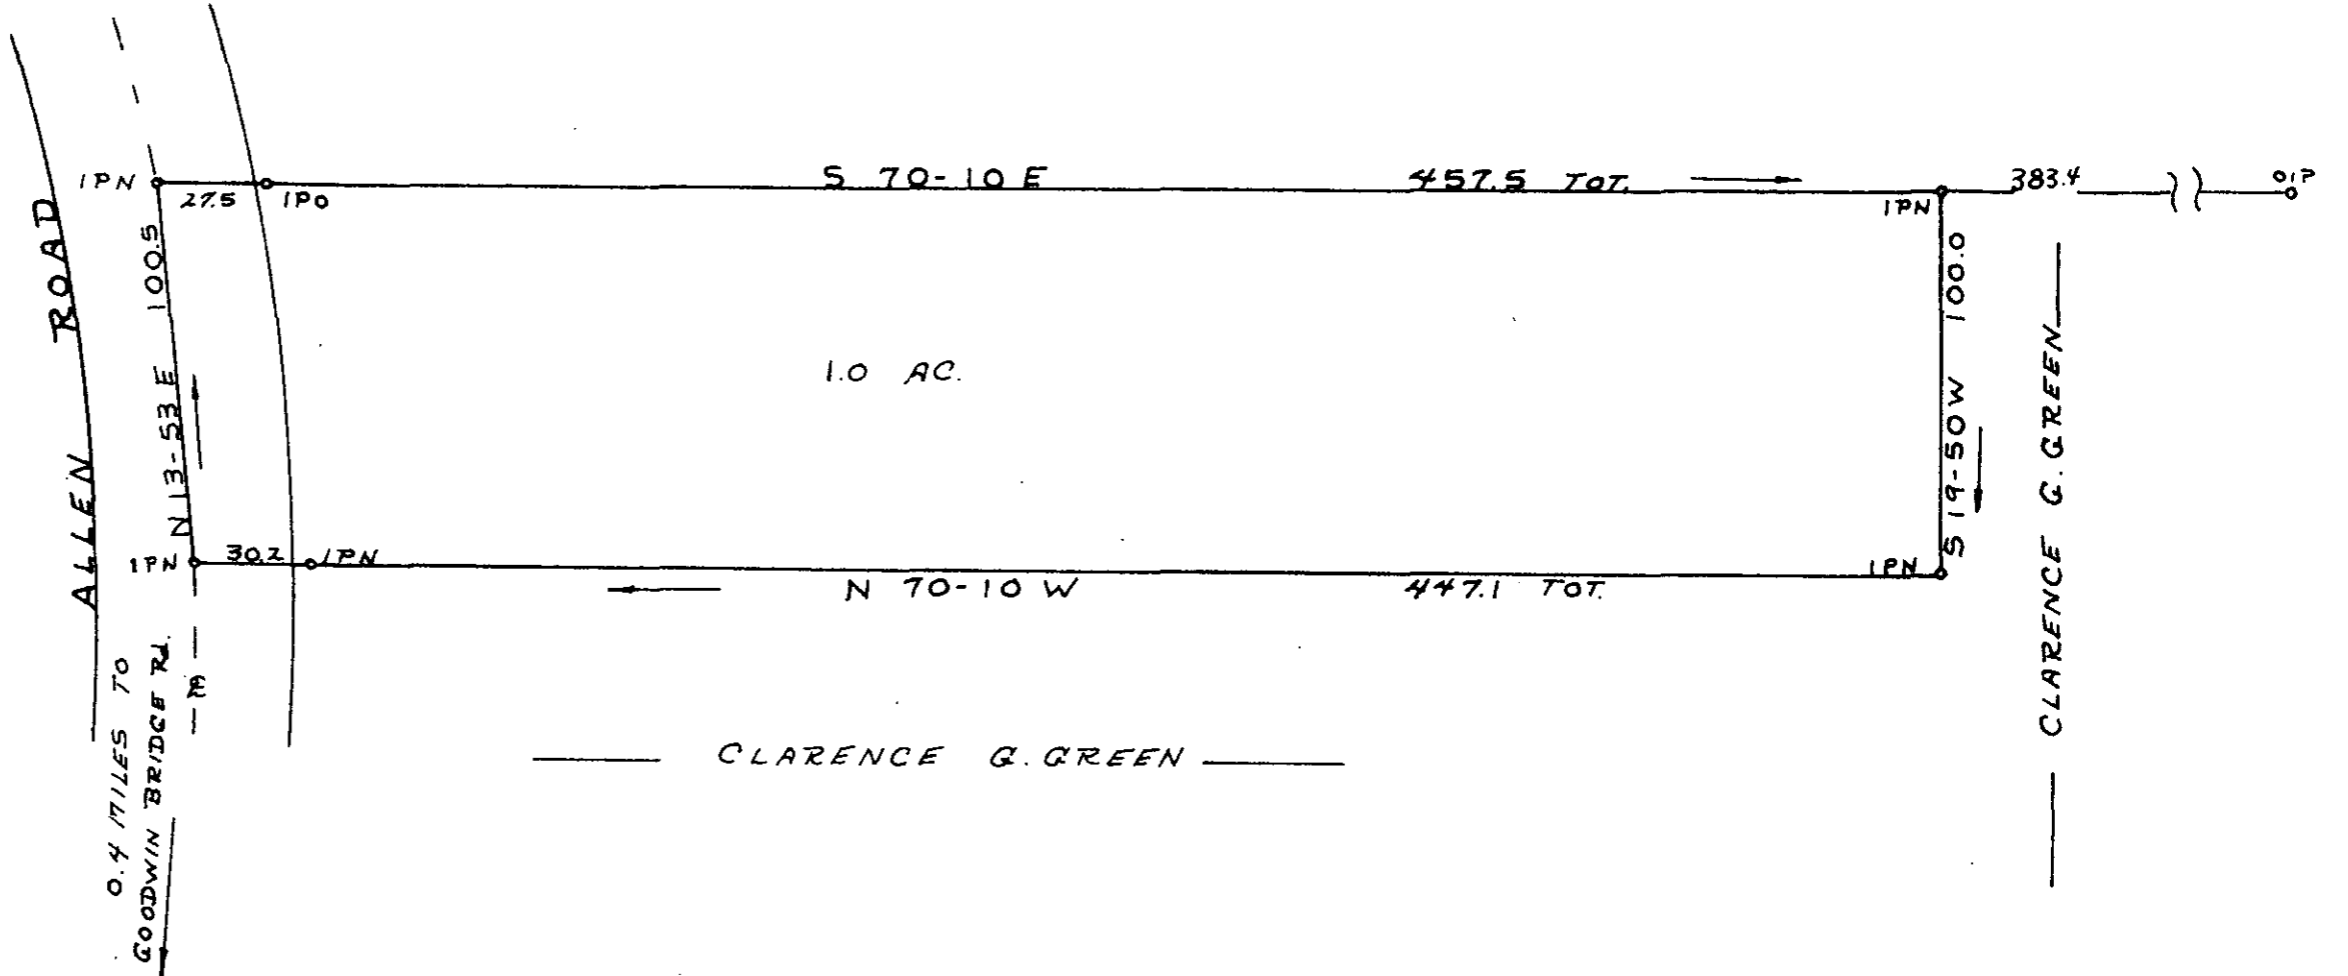 ALLEN ROAD
IPN
27.5
IPO
S 70-10 E
457.5 TOT.
IPN
383.4
OIP
N 13-53 E 100.5
1.0 AC.
S 19-50 W 100.0
CLARENCE G. GREEN
IPN
30.2
IPN
N 70-10 W
447.1 TOT.
IPN
CLARENCE G. GREEN
0.4 MILES TO
GOODWIN BRIDGE Rd.